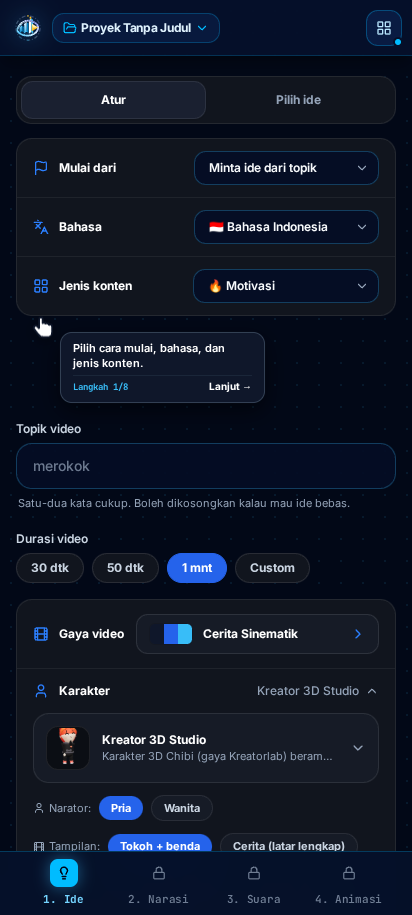 Proyek Tanpa Judul
Atur
Pilih ide
Mulai dari
Minta ide dari topik
Bahasa
Bahasa Indonesia
Jenis konten
🔥 Motivasi
Pilih cara mulai, bahasa, dan
jenis konten.
Langkah 1/8
Lanjut →
Topik video
merokok
Satu-dua kata cukup. Boleh dikosongkan kalau mau ide bebas.
Durasi video
30 dtk
50 dtk
1 mnt
Custom
Gaya video
Cerita Sinematik
Karakter
Kreator 3D Studio
Kreator 3D Studio
Karakter 3D Chibi (gaya Kreatorlab) beram...
Narator:
Pria
Wanita
Tampilan:
Tokoh + benda
Cerita (latar lengkap)
1. Ide
2. Narasi
3. Suara
4. Animasi